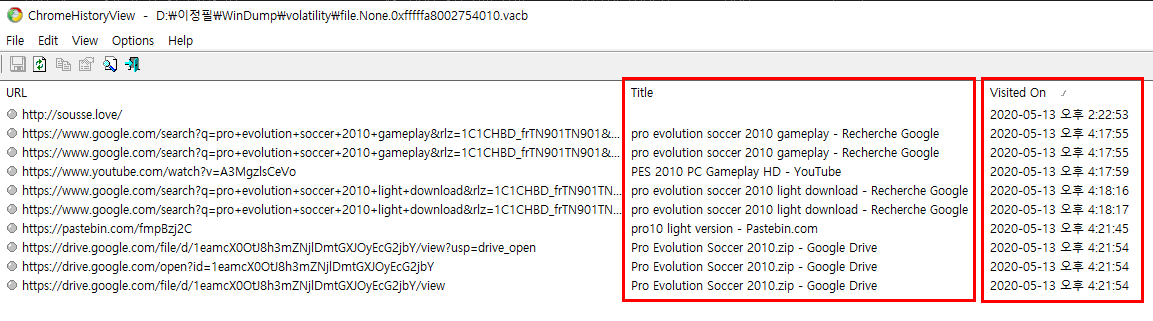 ChromeHistoryView - D:₩이정필₩WinDump₩volatility₩file.None.0xfffffa8002754010.vacb
File Edit View Options Help
URL Title Visited On
http://sousse.love/ 2020-05-13 오후 2:22:53
https://www.google.com/search?q=pro+evolution+soccer+2010+gameplay&rlz=1C1CHBD_frTN901TN901&... pro evolution soccer 2010 gameplay - Recherche Google 2020-05-13 오후 4:17:55
https://www.google.com/search?q=pro+evolution+soccer+2010+gameplay&rlz=1C1CHBD_frTN901TN901&... pro evolution soccer 2010 gameplay - Recherche Google 2020-05-13 오후 4:17:55
https://www.youtube.com/watch?v=A3MgzlsCeVo PES 2010 PC Gameplay HD - YouTube 2020-05-13 오후 4:17:59
https://www.google.com/search?q=pro+evolution+soccer+2010+light+download&rlz=1C1CHBD_frTN901TN... pro evolution soccer 2010 light download - Recherche Google 2020-05-13 오후 4:18:16
https://www.google.com/search?q=pro+evolution+soccer+2010+light+download&rlz=1C1CHBD_frTN901TN... pro evolution soccer 2010 light download - Recherche Google 2020-05-13 오후 4:18:17
https://pastebin.com/fmpBzj2C pro10 light version - Pastebin.com 2020-05-13 오후 4:21:45
https://drive.google.com/file/d/1eamcX0OtJ8h3mZNjlDmtGXJOyEcG2jbY/view?usp=drive_open Pro Evolution Soccer 2010.zip - Google Drive 2020-05-13 오후 4:21:54
https://drive.google.com/open?id=1eamcX0OtJ8h3mZNjlDmtGXJOyEcG2jbY Pro Evolution Soccer 2010.zip - Google Drive 2020-05-13 오후 4:21:54
https://drive.google.com/file/d/1eamcX0OtJ8h3mZNjlDmtGXJOyEcG2jbY/view Pro Evolution Soccer 2010.zip - Google Drive 2020-05-13 오후 4:21:54